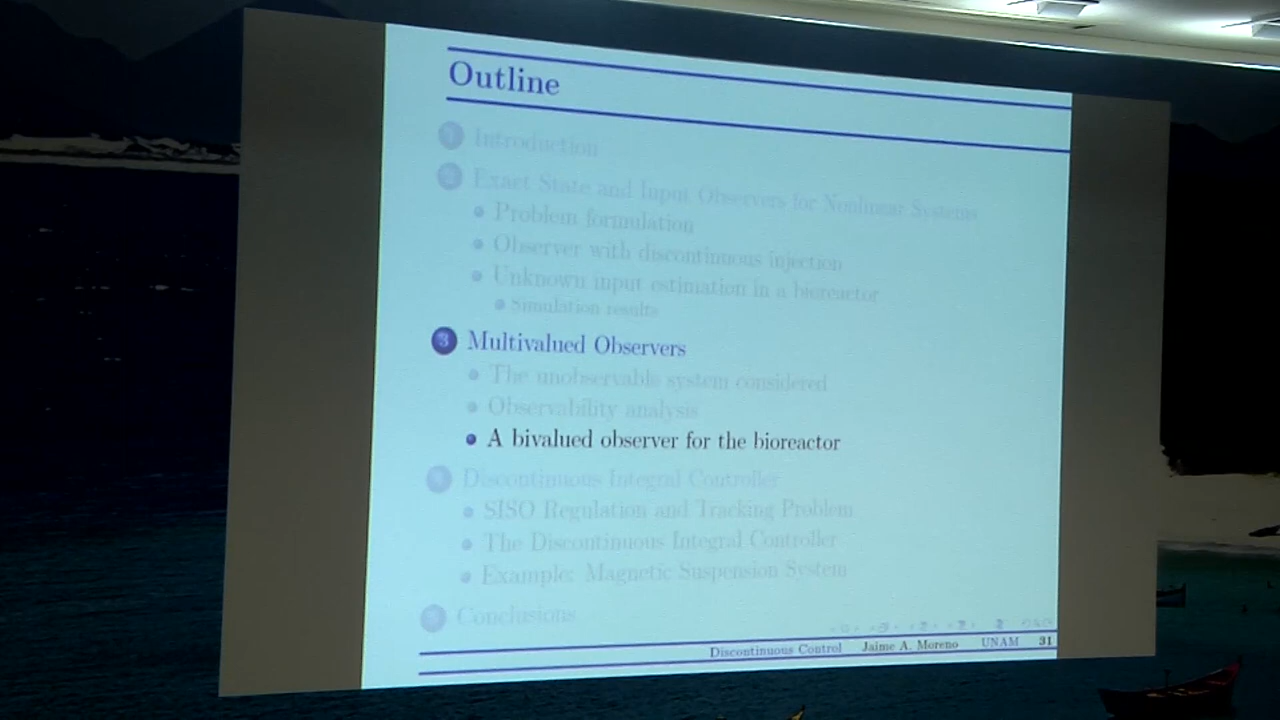 Outline
1 Introduction
2 Exact State and Input Observers for Nonlinear Systems
Problem formulation
Observer with discontinuous injection
Unknown input estimation in a bioreactor
Simulation results
3 Multivalued Observers
The unobservable system considered
Observability analysis
A bivalued observer for the bioreactor
4 Discontinuous Integral Controller
SISO Regulation and Tracking Problem
The Discontinuous Integral Controller
Example: Magnetic Suspension System
5 Conclusions
Discontinuous Control Jaime A. Moreno UNAM 31